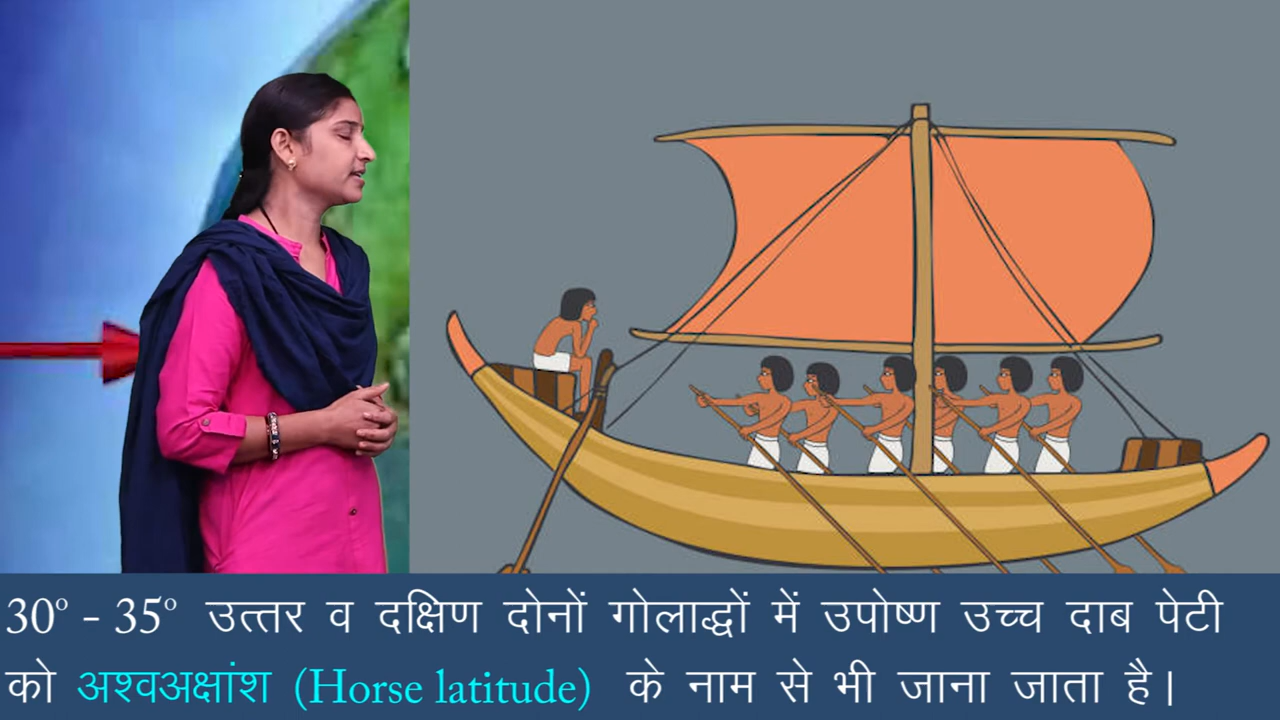 30° - 35° उत्तर व दक्षिण दोनों गोलाद्धों में उपोष्ण उच्च दाब पेटी
को अश्वअक्षांश (Horse latitude) के नाम से भी जाना जाता है।